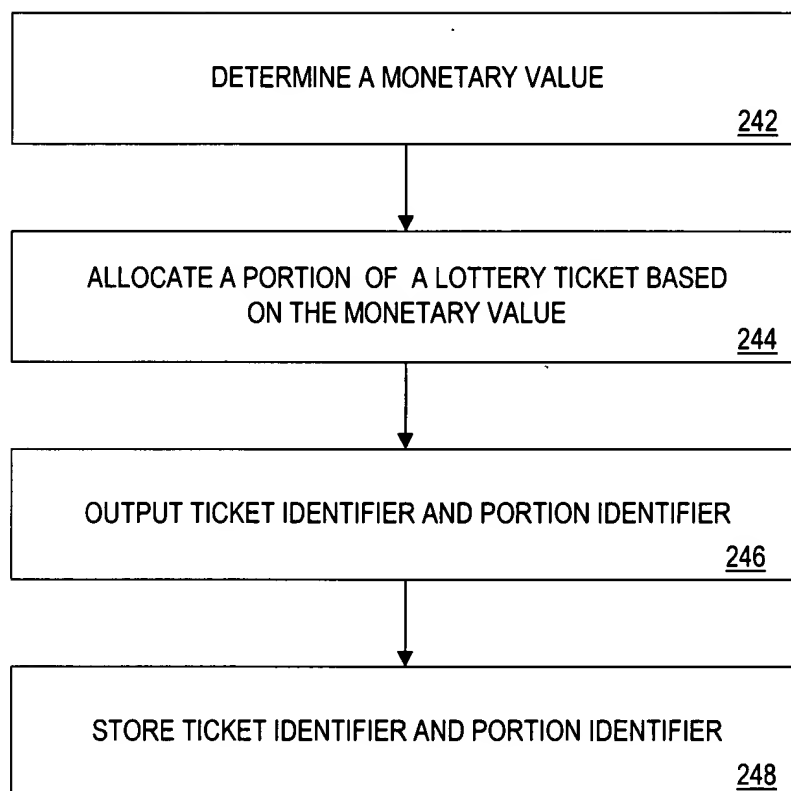 DETERMINE A MONETARY VALUE
242
ALLOCATE A PORTION OF A LOTTERY TICKET BASED
ON THE MONETARY VALUE
244
OUTPUT TICKET IDENTIFIER AND PORTION IDENTIFIER
246
STORE TICKET IDENTIFIER AND PORTION IDENTIFIER
248